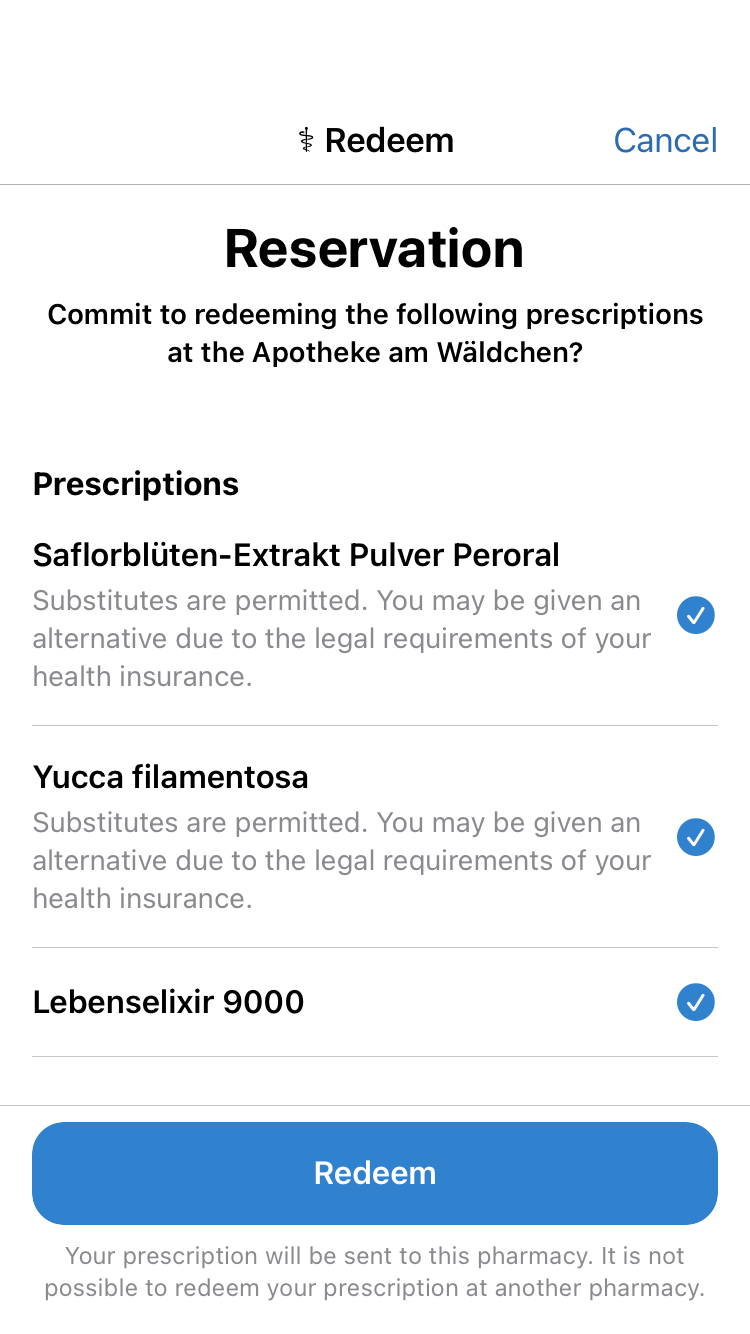 ⚕ Redeem
Cancel
Reservation
Commit to redeeming the following prescriptions
at the Apotheke am Wäldchen?
Prescriptions
Saflorblüten-Extrakt Pulver Peroral
Substitutes are permitted. You may be given an
alternative due to the legal requirements of your
health insurance.
Yucca filamentosa
Substitutes are permitted. You may be given an
alternative due to the legal requirements of your
health insurance.
Lebenselixir 9000
Redeem
Your prescription will be sent to this pharmacy. It is not
possible to redeem your prescription at another pharmacy.